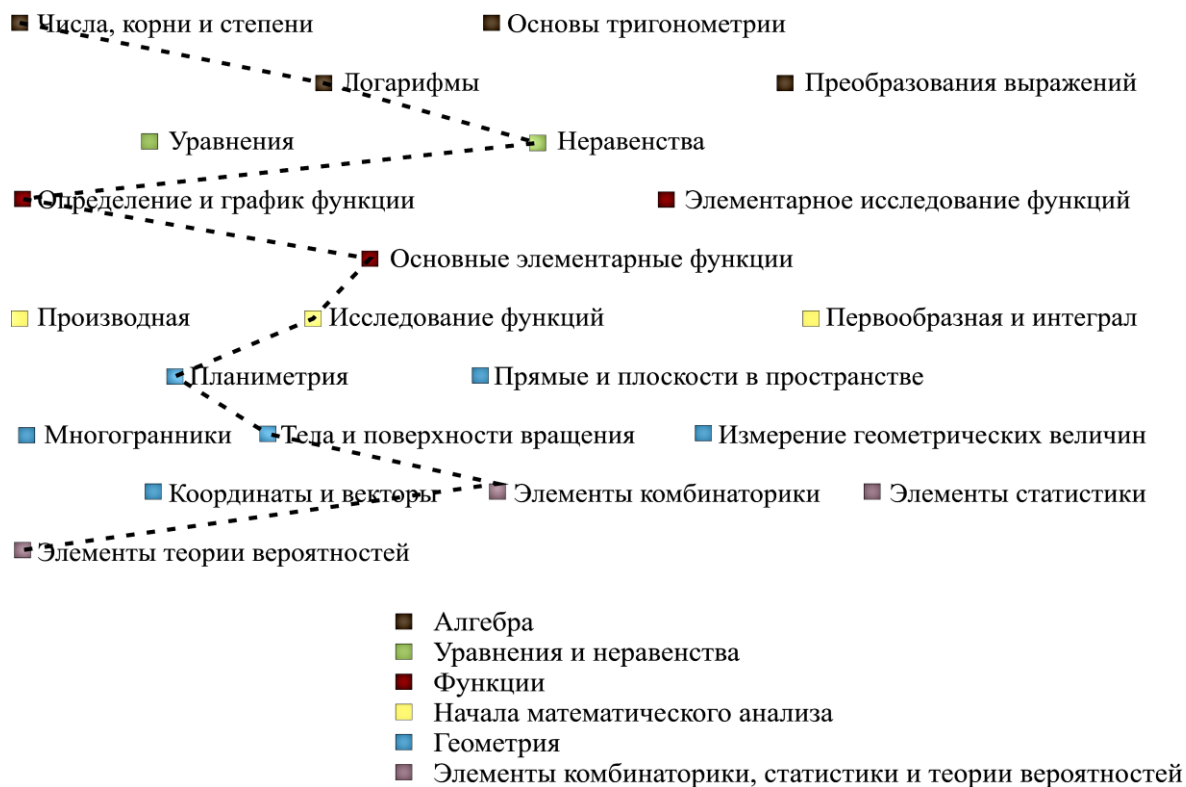 Числа, корни и степени Основы тригонометрии
Логарифмы Преобразования выражений
Уравнения Неравенства
Определение и график функции Элементарное исследование функций
Основные элементарные функции
Производная Исследование функций Первообразная и интеграл
Планиметрия Прямые и плоскости в пространстве
Многогранники Тела и поверхности вращения Измерение геометрических величин
Координаты и векторы Элементы комбинаторики Элементы статистики
Элементы теории вероятностей
Алгебра
Уравнения и неравенства
Функции
Начала математического анализа
Геометрия
Элементы комбинаторики, статистики и теории вероятностей